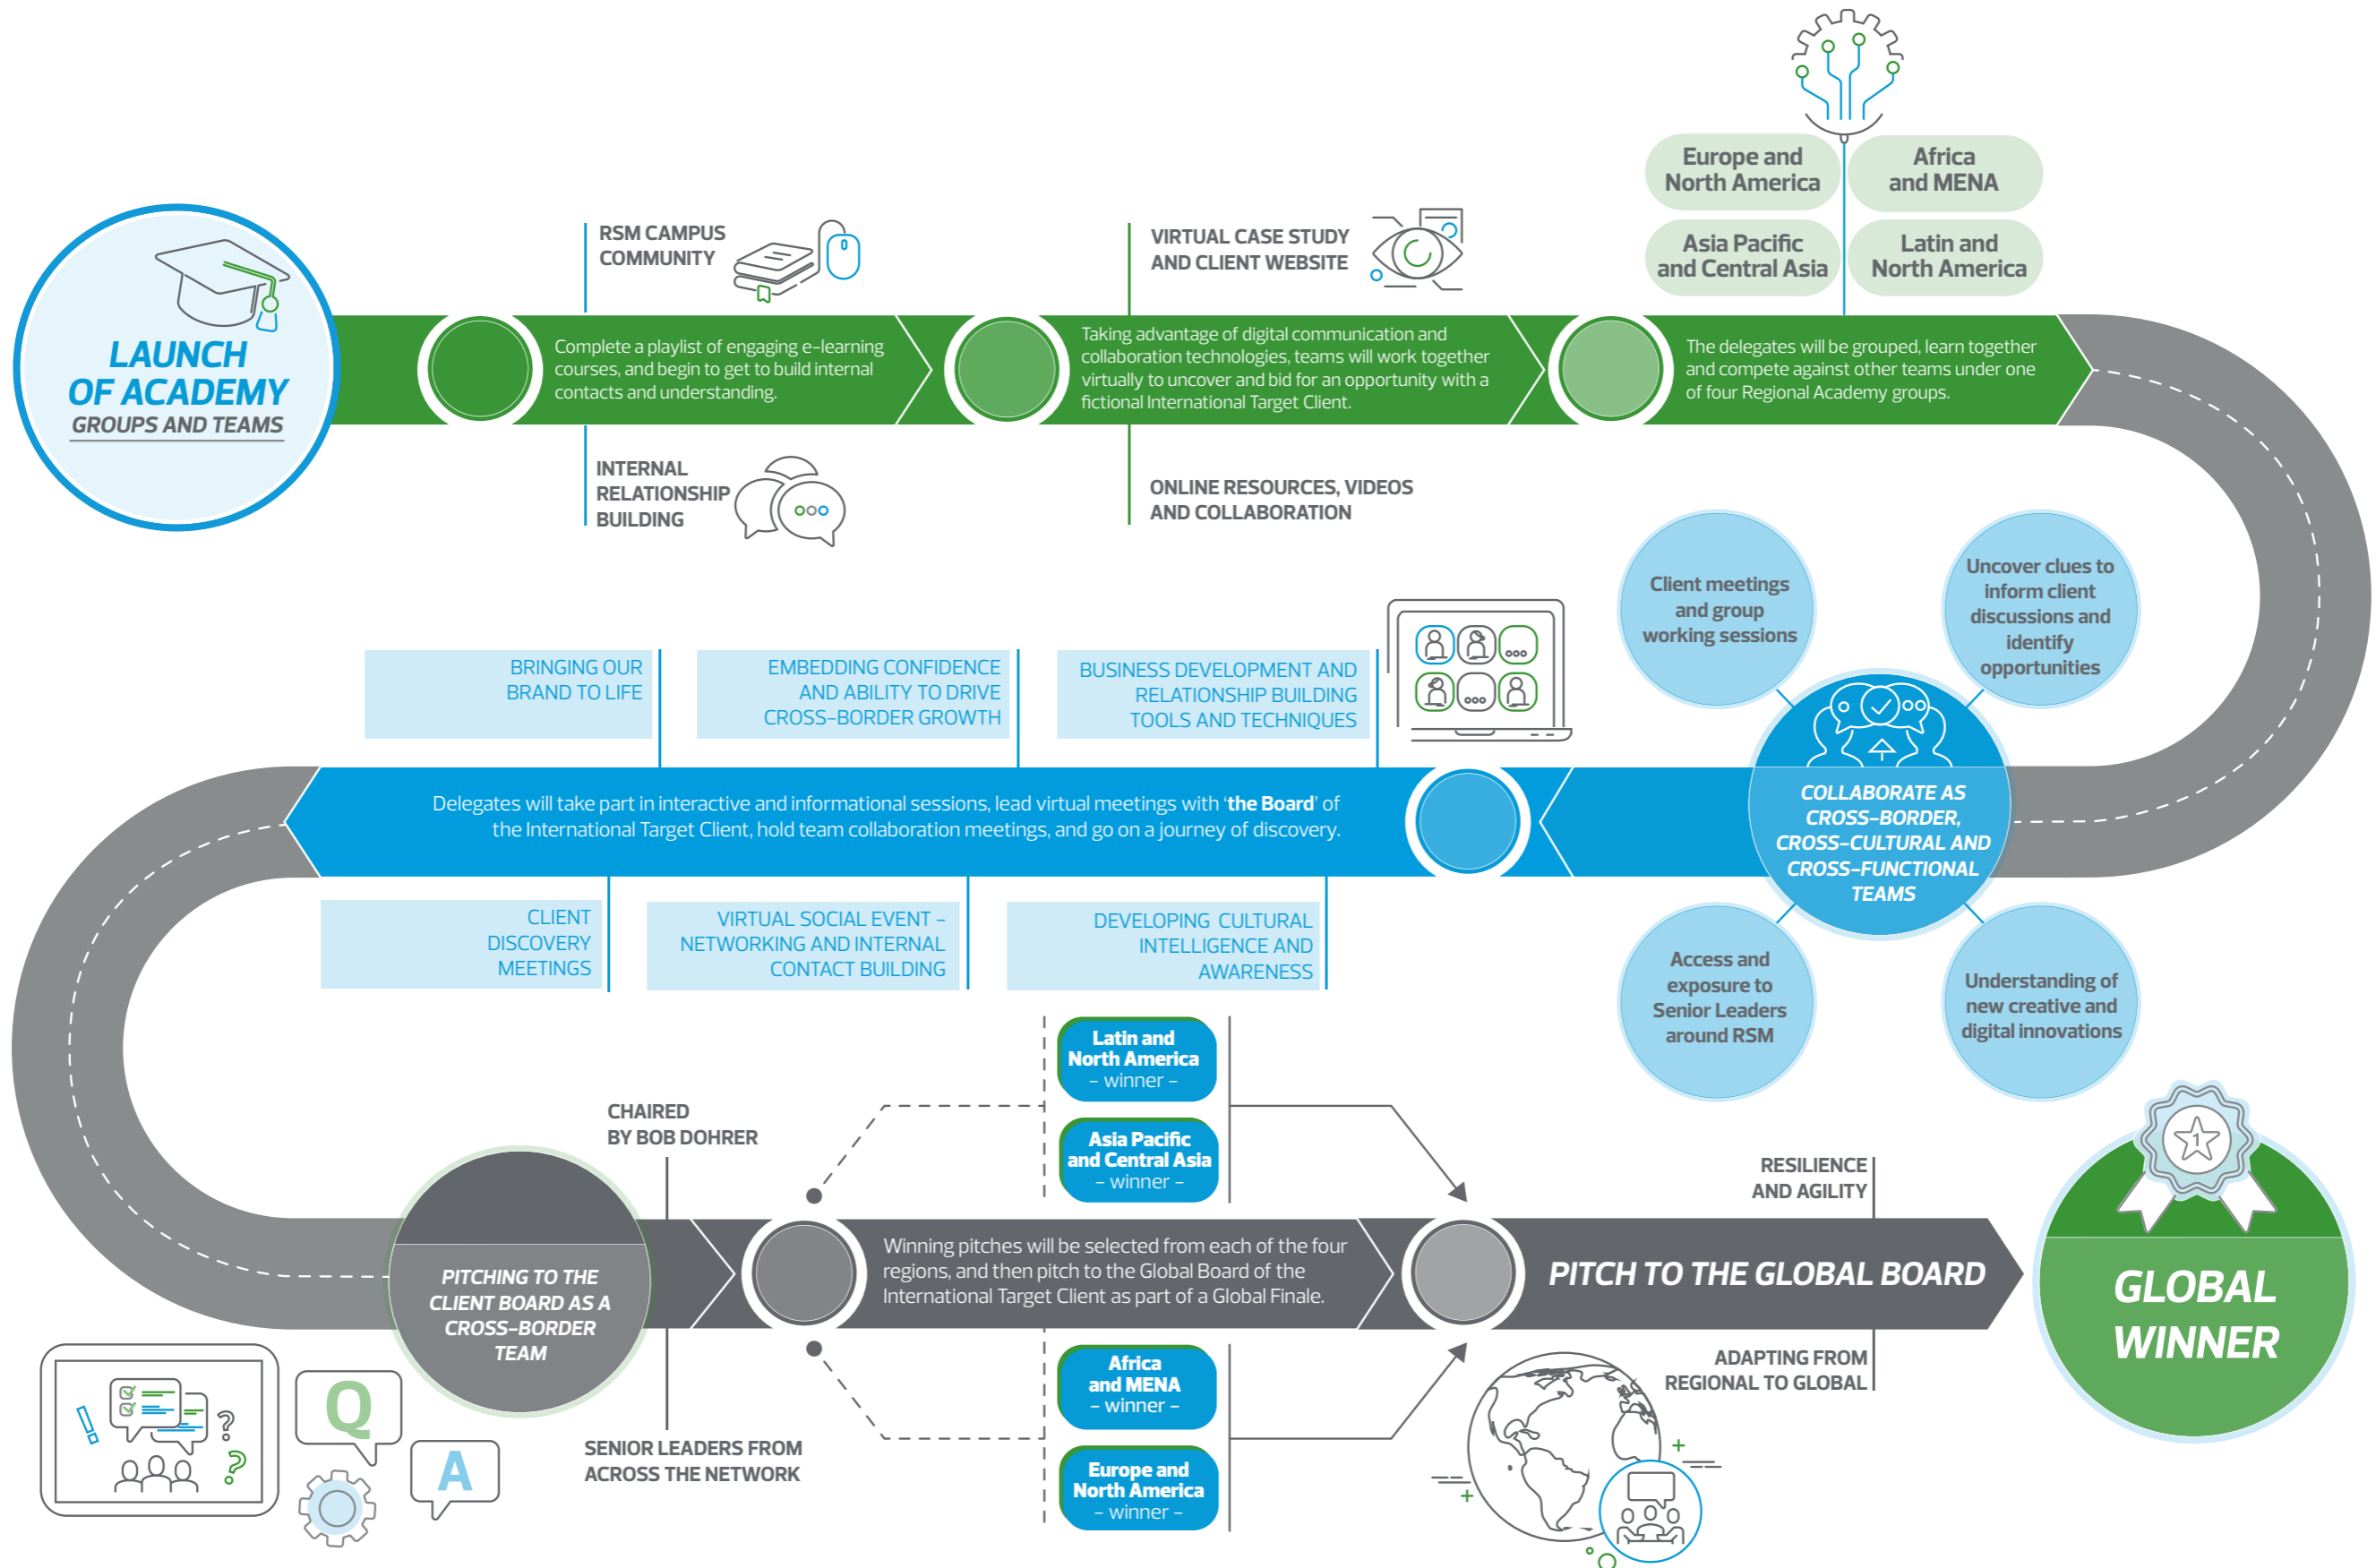 LAUNCH
OF ACADEMY
GROUPS AND TEAMS
RSM CAMPUS
COMMUNITY
Complete a playlist of engaging e-learning
courses, and begin to get to build internal
contacts and understanding.
INTERNAL
RELATIONSHIP
BUILDING
VIRTUAL CASE STUDY
AND CLIENT WEBSITE
Taking advantage of digital communication and
collaboration technologies, teams will work together
virtually to uncover and bid for an opportunity with a
fictional International Target Client.
ONLINE RESOURCES, VIDEOS
AND COLLABORATION
Europe and
North America
Africa
and MENA
Asia Pacific
and Central Asia
Latin and
North America
The delegates will be grouped, learn together
and compete against other teams under one
of four Regional Academy groups.
Client meetings
and group
working sessions
Uncover clues to
inform client
discussions and
identify
opportunities
COLLABORATE AS
CROSS-BORDER,
CROSS-CULTURAL AND
CROSS-FUNCTIONAL
TEAMS
Access and
exposure to
Senior Leaders
around RSM
Understanding of
new creative and
digital innovations
BRINGING OUR
BRAND TO LIFE
EMBEDDING CONFIDENCE
AND ABILITY TO DRIVE
CROSS-BORDER GROWTH
BUSINESS DEVELOPMENT AND
RELATIONSHIP BUILDING
TOOLS AND TECHNIQUES
Delegates will take part in interactive and informational sessions, lead virtual meetings with ‘the Board’ of
the International Target Client, hold team collaboration meetings, and go on a journey of discovery.
CLIENT
DISCOVERY
MEETINGS
VIRTUAL SOCIAL EVENT -
NETWORKING AND INTERNAL
CONTACT BUILDING
DEVELOPING CULTURAL
INTELLIGENCE AND
AWARENESS
PITCHING TO THE
CLIENT BOARD AS A
CROSS-BORDER
TEAM
Q
A
CHAIRED
BY BOB DOHRER
SENIOR LEADERS FROM
ACROSS THE NETWORK
Latin and
North America
- winner -
Asia Pacific
and Central Asia
- winner -
Winning pitches will be selected from each of the four
regions, and then pitch to the Global Board of the
International Target Client as part of a Global Finale.
Africa
and MENA
- winner -
Europe and
North America
- winner -
RESILIENCE
AND AGILITY
PITCH TO THE GLOBAL BOARD
ADAPTING FROM
REGIONAL TO GLOBAL
1
GLOBAL
WINNER